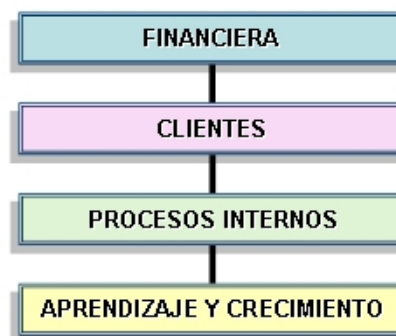 FINANCIERA
CLIENTES
PROCESOS INTERNOS
APRENDIZAJE Y CRECIMIENTO